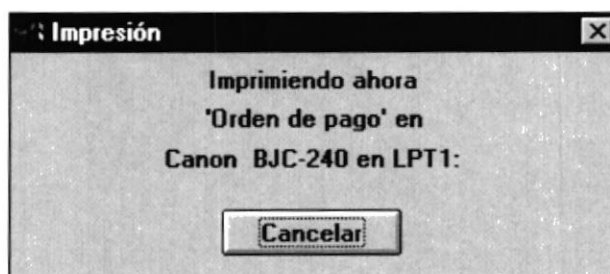 Impresión
Imprimiendo ahora
'Orden de pago' en
Canon BJC-240 en LPT1:
Cancelar